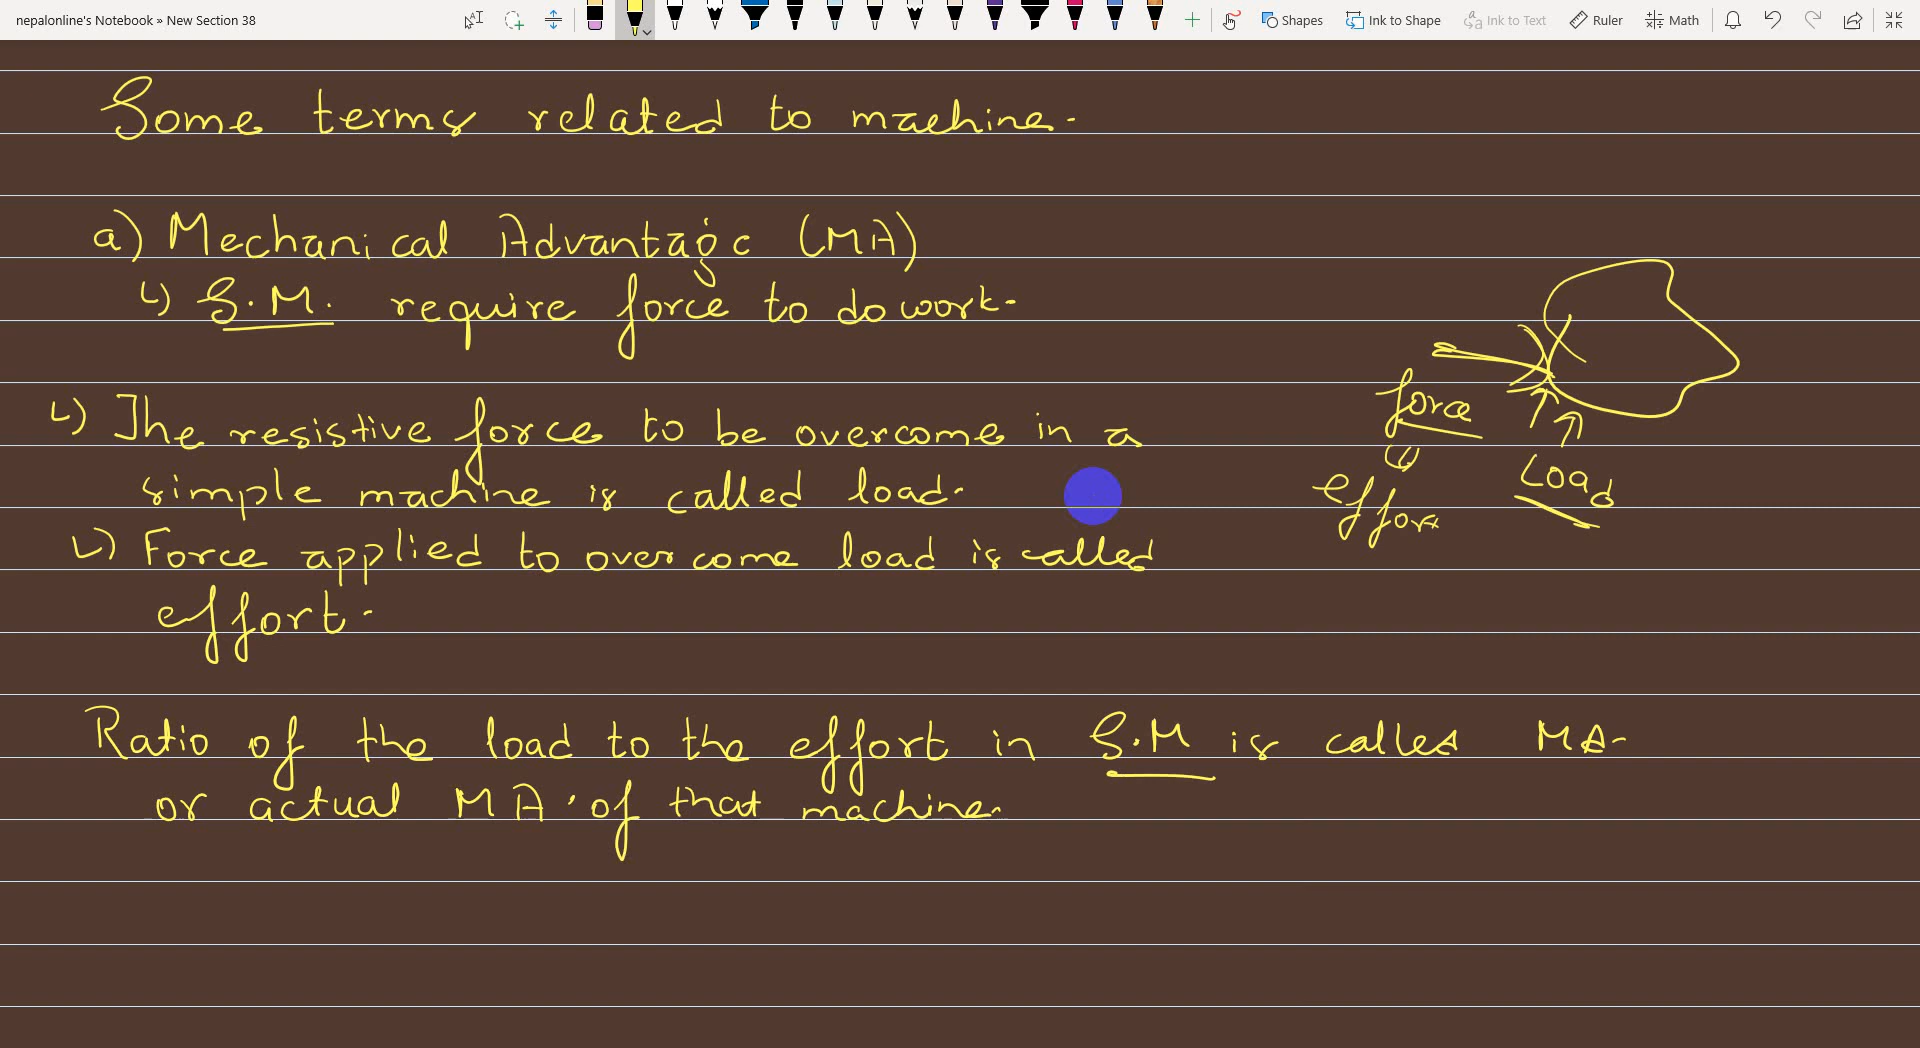 nepalonline's Notebook » New Section 38
Shapes Ink to Shape Ink to Text Ruler Math
Some terms related to machine.
a) Mechanical Advantage (MA)
↳) S.M. require force to do work.
↳) The resistive force to be overcome in a
simple machine is called load.
↳) Force applied to overcome load is called
effort.
force
effort
Load
Ratio of the load to the effort in S.M is called MA.
or actual MA. of that machine.